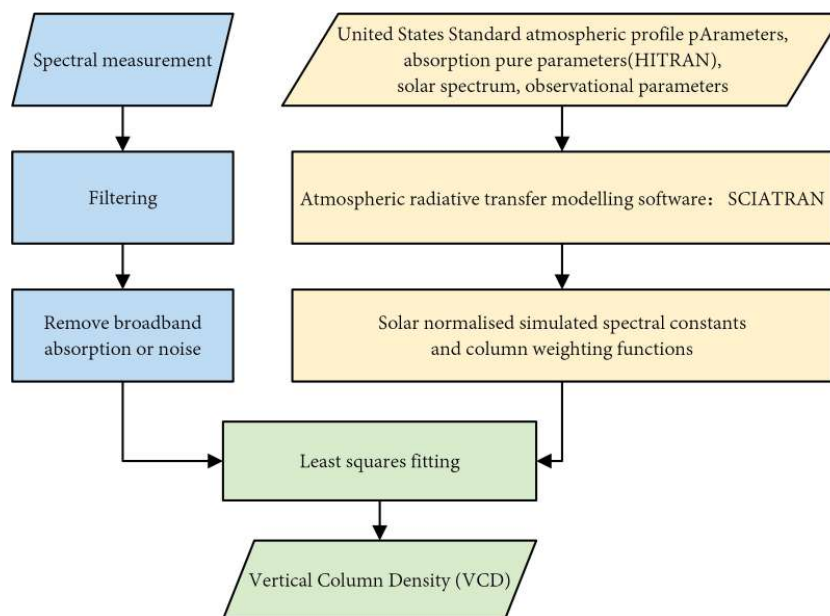 Spectral measurement
United States Standard atmospheric profile pArameters,
absorption pure parameters(HITRAN),
solar spectrum, observational parameters
Filtering
Atmospheric radiative transfer modelling software: SCIATRAN
Remove broadband
absorption or noise
Solar normalised simulated spectral constants
and column weighting functions
Least squares fitting
Vertical Column Density (VCD)